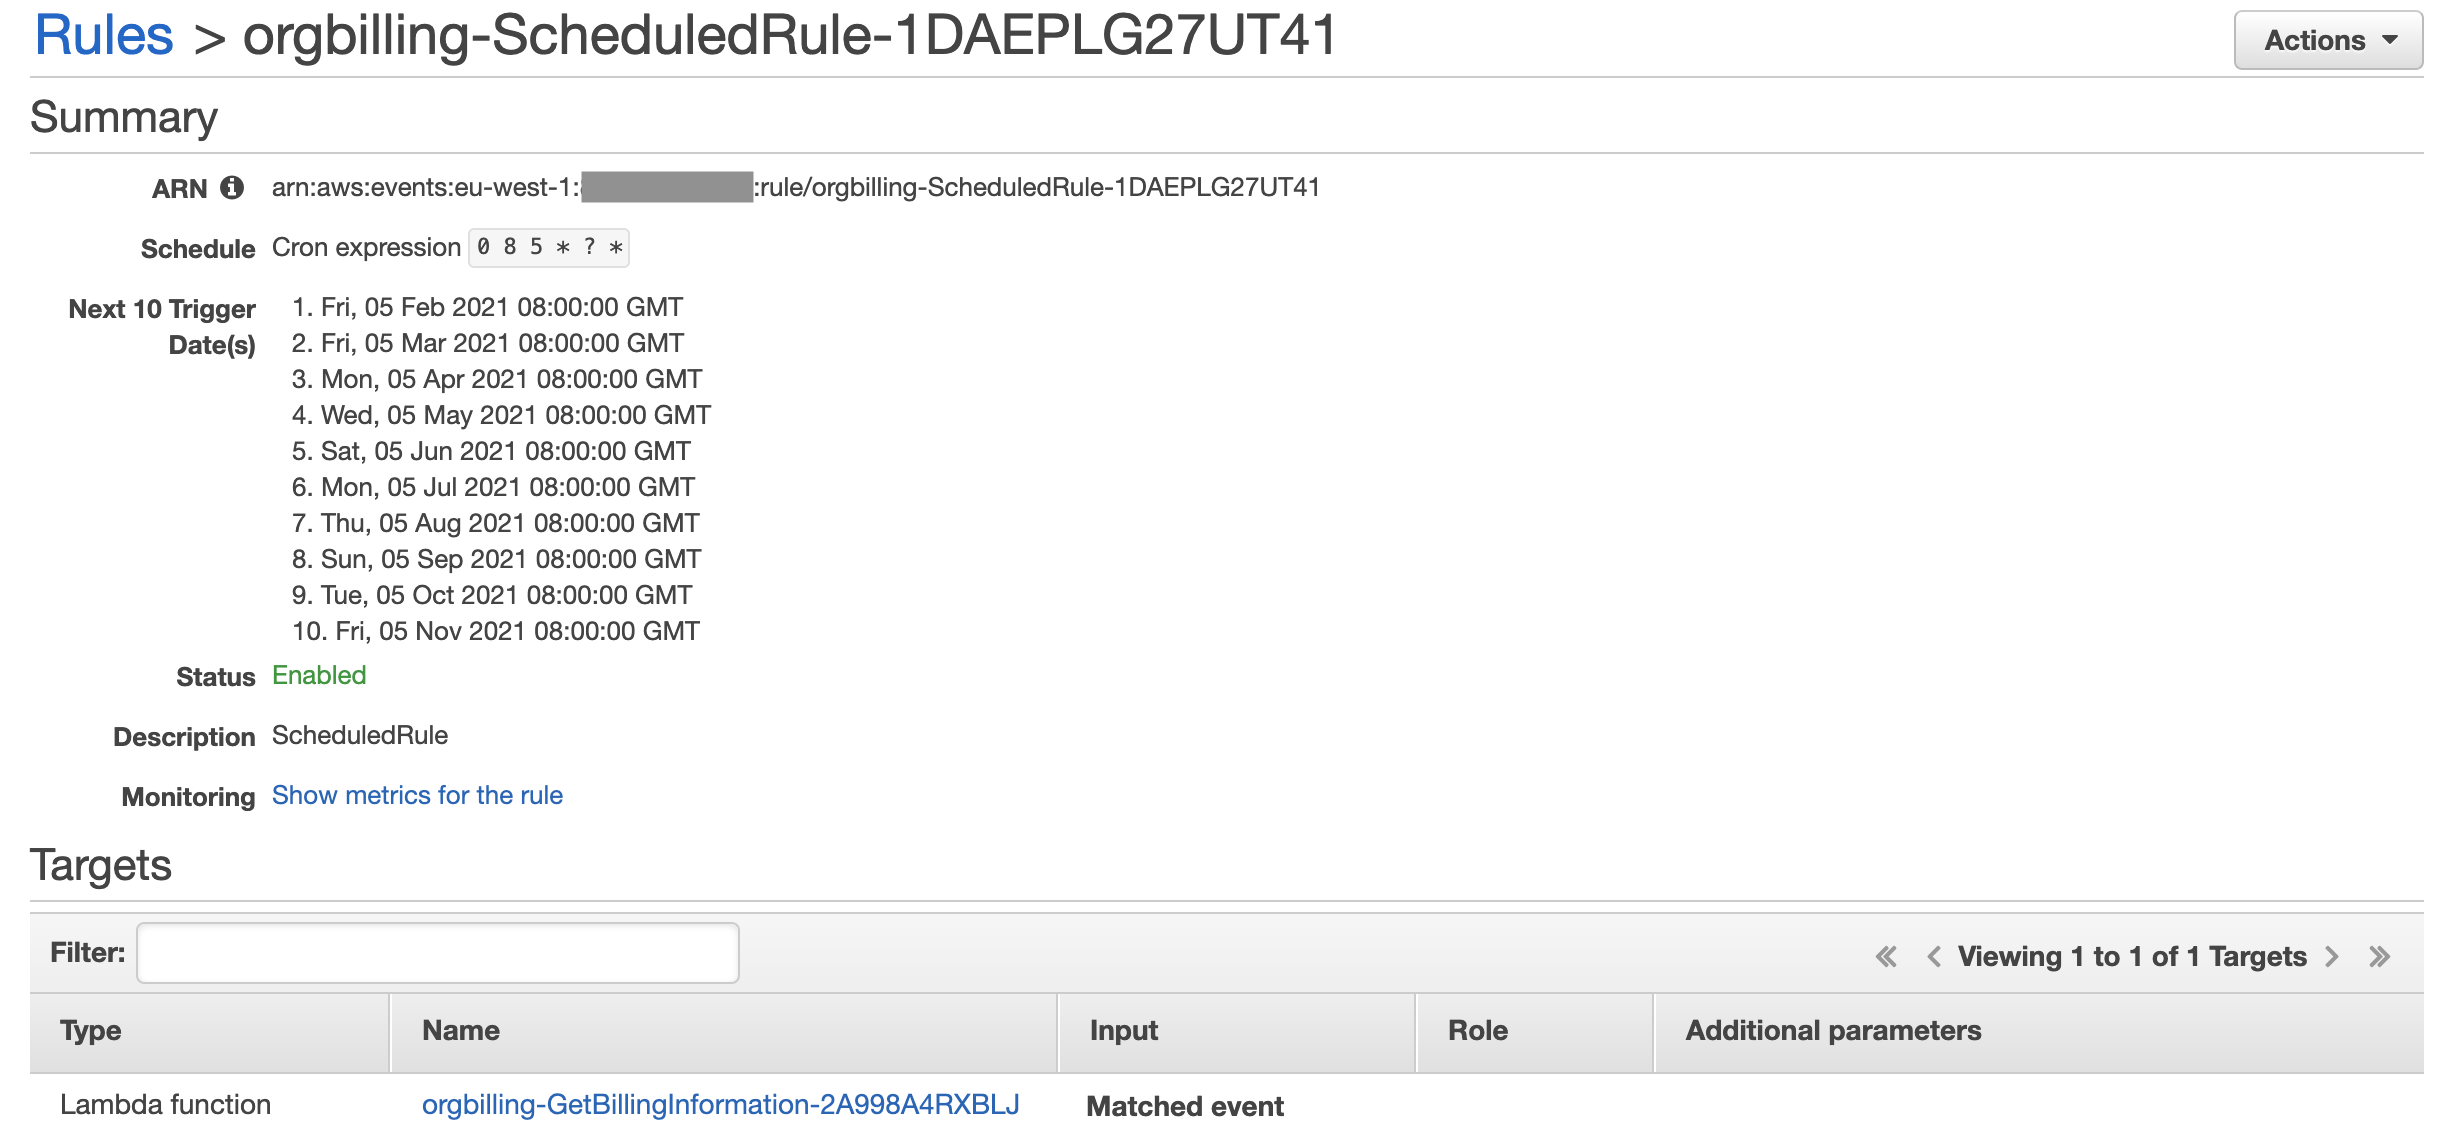 Rules > orgbilling-ScheduledRule-1DAEPLG27UT41
Actions
Summary
ARN arn:aws:events:eu-west-1: :rule/orgbilling-ScheduledRule-1DAEPLG27UT41
Schedule Cron expression 0 8 5 * ? *
Next 10 Trigger Date(s)
1. Fri, 05 Feb 2021 08:00:00 GMT
2. Fri, 05 Mar 2021 08:00:00 GMT
3. Mon, 05 Apr 2021 08:00:00 GMT
4. Wed, 05 May 2021 08:00:00 GMT
5. Sat, 05 Jun 2021 08:00:00 GMT
6. Mon, 05 Jul 2021 08:00:00 GMT
7. Thu, 05 Aug 2021 08:00:00 GMT
8. Sun, 05 Sep 2021 08:00:00 GMT
9. Tue, 05 Oct 2021 08:00:00 GMT
10. Fri, 05 Nov 2021 08:00:00 GMT
Status Enabled
Description ScheduledRule
Monitoring Show metrics for the rule
Targets
Filter: « < Viewing 1 to 1 of 1 Targets > »
Type Name Input Role Additional parameters
Lambda function orgbilling-GetBillingInformation-2A998A4RXBLJ Matched event